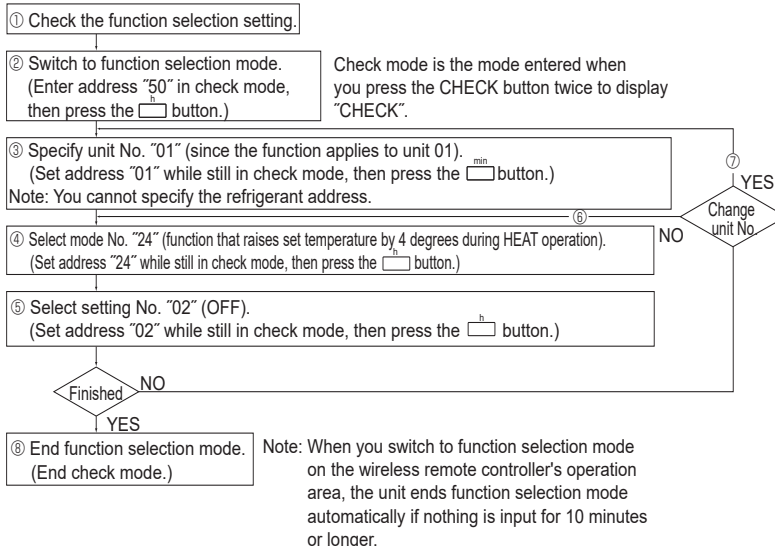 ① Check the function selection setting.
② Switch to function selection mode.
(Enter address ˝50˝ in check mode,
then press the h button.)
Check mode is the mode entered when
you press the CHECK button twice to display
˝CHECK˝.
③ Specify unit No. ˝01˝ (since the function applies to unit 01).
(Set address ˝01˝ while still in check mode, then press the min button.)
Note: You cannot specify the refrigerant address.
⑦
YES
Change
unit No.
⑥
NO
④ Select mode No. ˝24˝ (function that raises set temperature by 4 degrees during HEAT operation).
(Set address ˝24˝ while still in check mode, then press the h button.)
⑤ Select setting No. ˝02˝ (OFF).
(Set address ˝02˝ while still in check mode, then press the h button.)
Finished
NO
YES
⑧ End function selection mode.
(End check mode.)
Note: When you switch to function selection mode
on the wireless remote controller's operation
area, the unit ends function selection mode
automatically if nothing is input for 10 minutes
or longer.